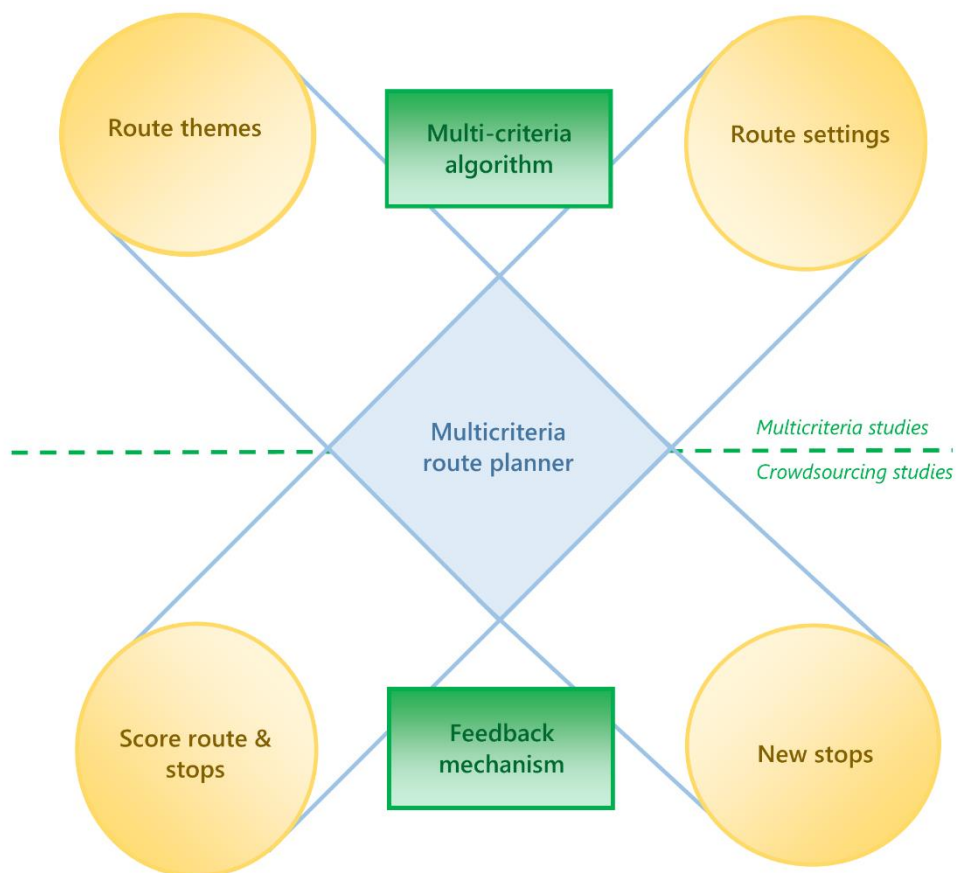 Route themes
Multi-criteria
algorithm
Route settings
Multicriteria
route planner
Multicriteria studies
Crowdsourcing studies
Score route &
stops
Feedback
mechanism
New stops